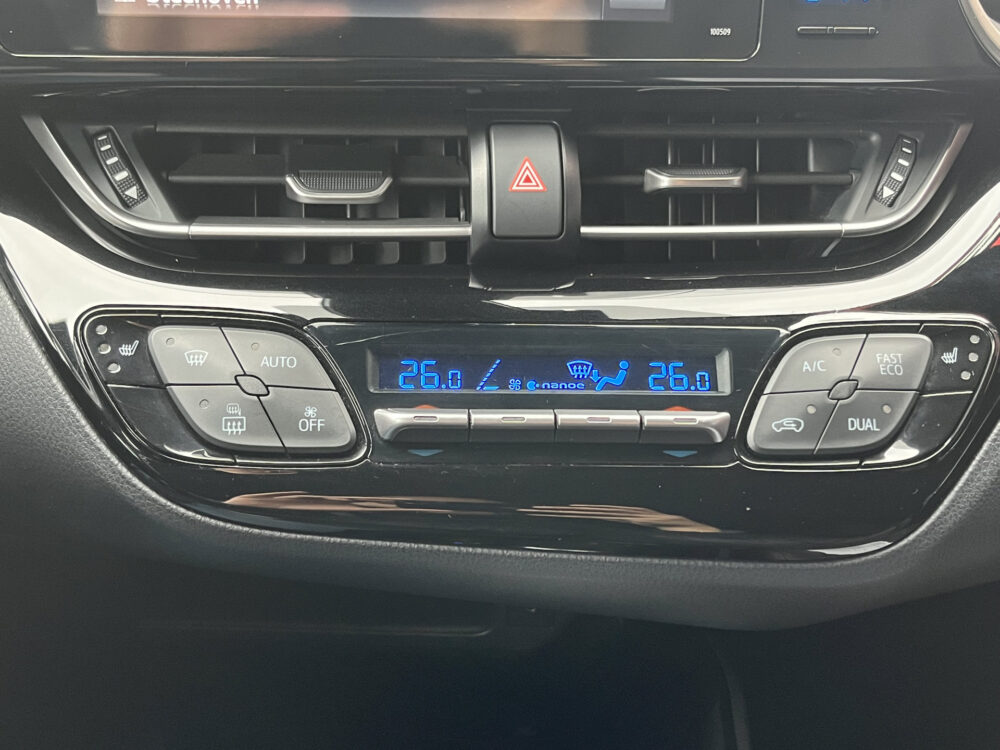 100509
AUTO
OFF
26.0
nanoe
26.0
A/C
FAST
ECO
DUAL